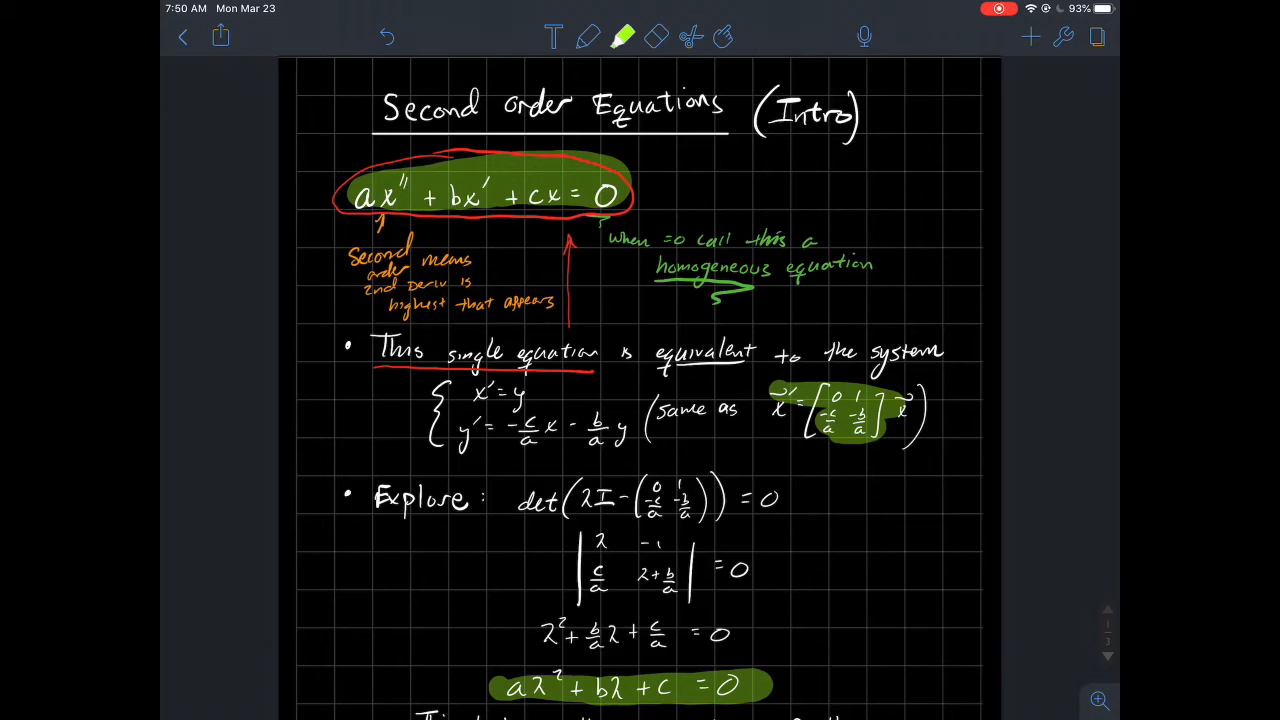 7:50 AM Mon Mar 23
93%
Second order Equations (Intro)
ax'' + bx' + cx = 0
when =0 call this a
homogeneous equation
Second
order means
2nd Deriv is
highest that appears
• This single equation is equivalent to the system
{ x' = y
y' = -c/a x - b/a y (same as x⃗' = [0 1 -c/a -b/a] x⃗)
• Explore: det(λI - (0 1 -c/a -b/a)) = 0
| λ -1
c/a λ+b/a | = 0
λ² + b/a λ + c/a = 0
aλ² + bλ + c = 0